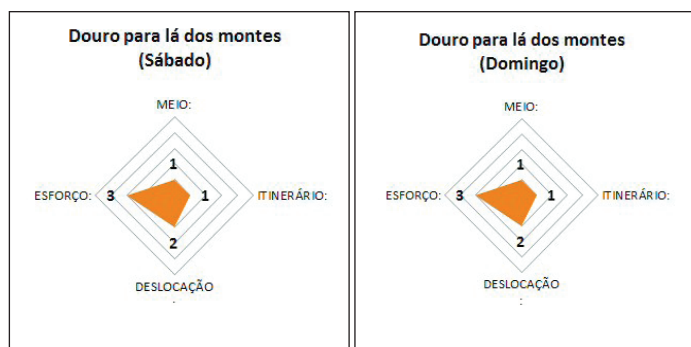 Douro para lá dos montes
(Sábado)
MEIO:
1
ESFORÇO: 3 1 ITINERÁRIO:
2
DESLOCAÇÃO
:
Douro para lá dos montes
(Domingo)
MEIO:
1
ESFORÇO: 3 1 ITINERÁRIO:
2
DESLOCAÇÃO
: